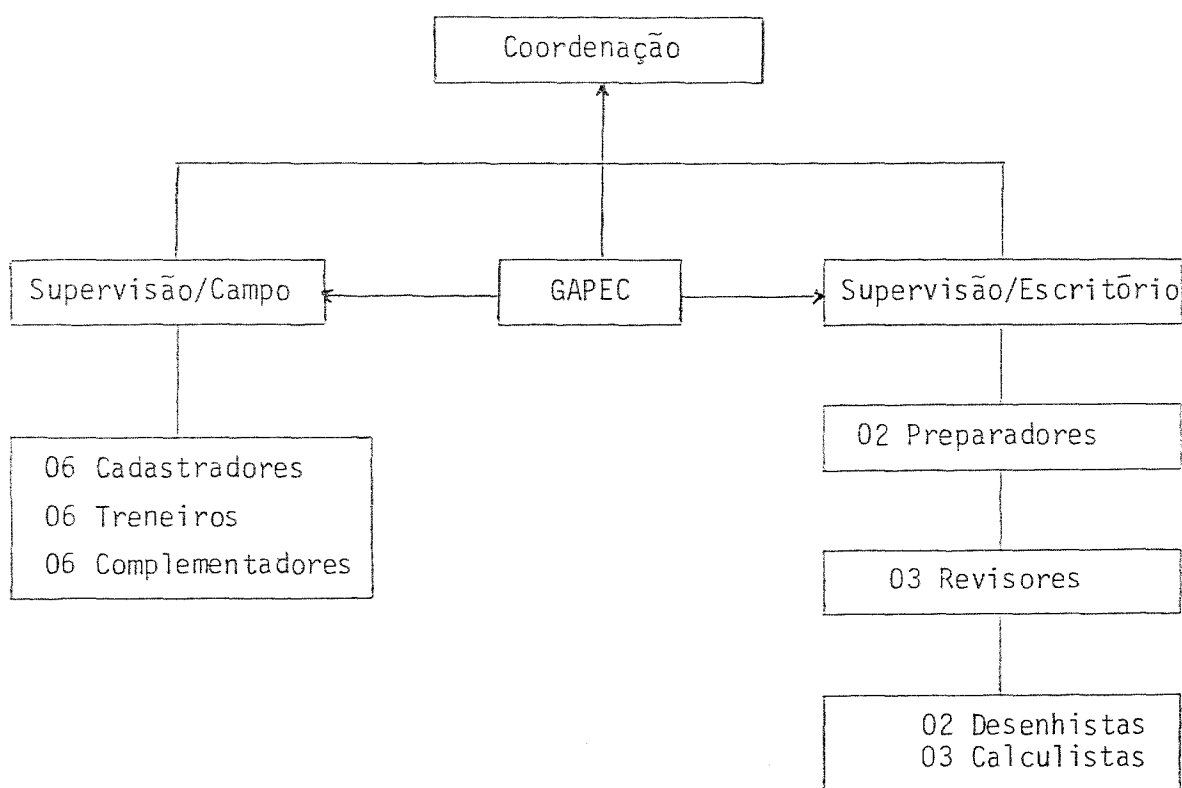 Coordenação
Supervisão/Campo
GAPEC
Supervisão/Escritório
06 Cadastradores
06 Treneiros
06 Complementadores
02 Preparadores
03 Revisores
02 Desenhistas
03 Calculistas